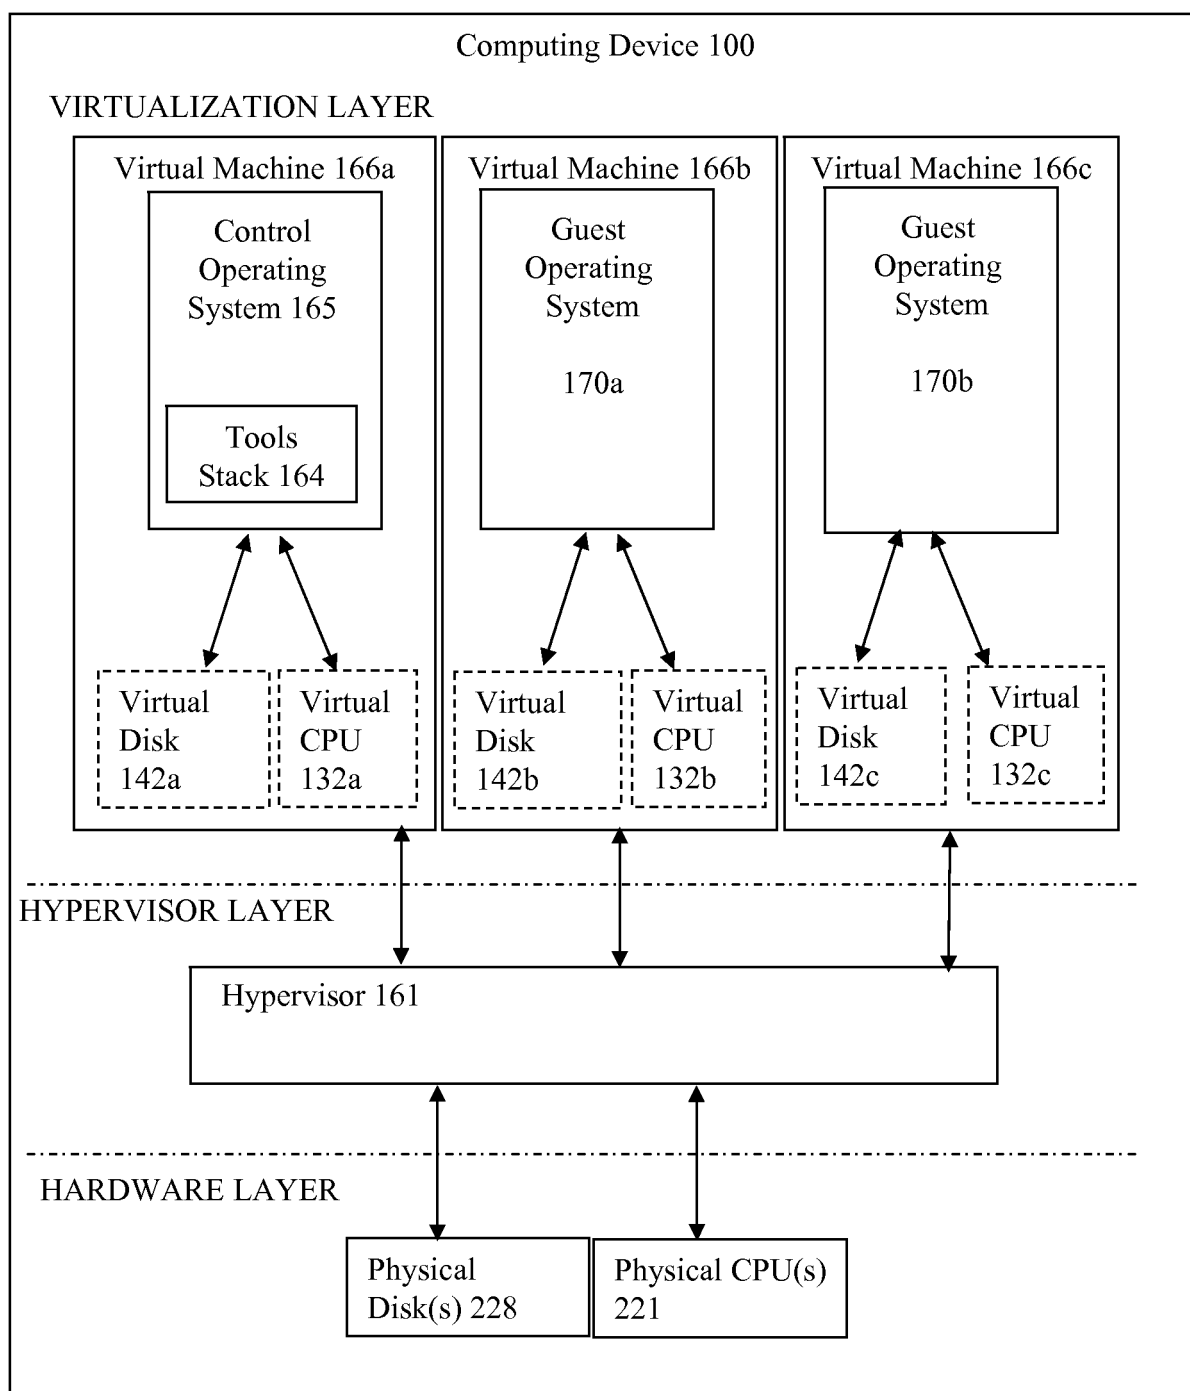 Computing Device 100
VIRTUALIZATION LAYER
Virtual Machine 166a
Control
Operating
System 165
Tools
Stack 164
Virtual
Disk
142a
Virtual
CPU
132a
Virtual Machine 166b
Guest
Operating
System
170a
Virtual
Disk
142b
Virtual
CPU
132b
Virtual Machine 166c
Guest
Operating
System
170b
Virtual
Disk
142c
Virtual
CPU
132c
HYPERVISOR LAYER
Hypervisor 161
HARDWARE LAYER
Physical
Disk(s) 228
Physical CPU(s)
221